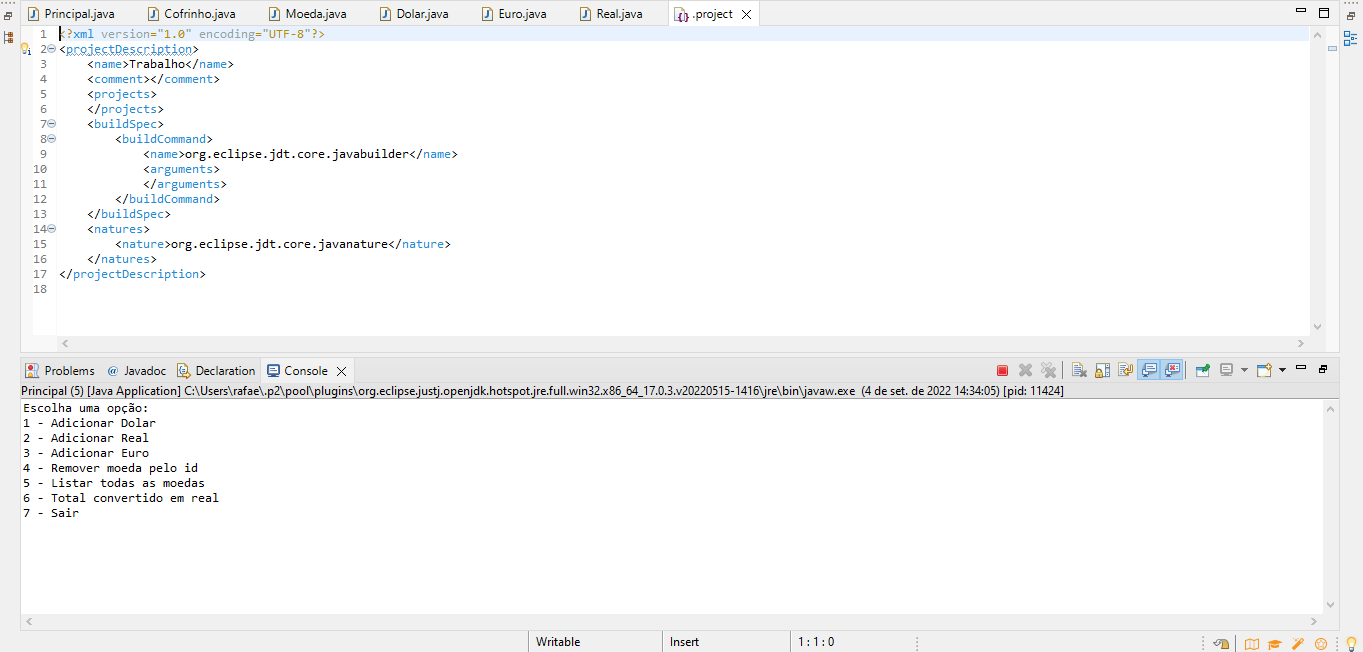 Principal.java Cofrinho.java Moeda.java Dolar.java Euro.java Real.java .project
1 <?xml version="1.0" encoding="UTF-8"?>
2 <projectDescription>
3 <name>Trabalho</name>
4 <comment></comment>
5 <projects>
6 </projects>
7 <buildSpec>
8 <buildCommand>
9 <name>org.eclipse.jdt.core.javabuilder</name>
10 <arguments>
11 </arguments>
12 </buildCommand>
13 </buildSpec>
14 <natures>
15 <nature>org.eclipse.jdt.core.javanature</nature>
16 </natures>
17 </projectDescription>
18
Problems @ Javadoc Declaration Console
Principal (5) [Java Application] C:\Users\rafae\.p2\pool\plugins\org.eclipse.justj.openjdk.hotspot.jre.full.win32.x86_64_17.0.3.v20220515-1416\jre\bin\javaw.exe (4 de set. de 2022 14:34:05) [pid: 11424]
Escolha uma opção:
1 - Adicionar Dolar
2 - Adicionar Real
3 - Adicionar Euro
4 - Remover moeda pelo id
5 - Listar todas as moedas
6 - Total convertido em real
7 - Sair
Writable Insert 1 : 1 : 0